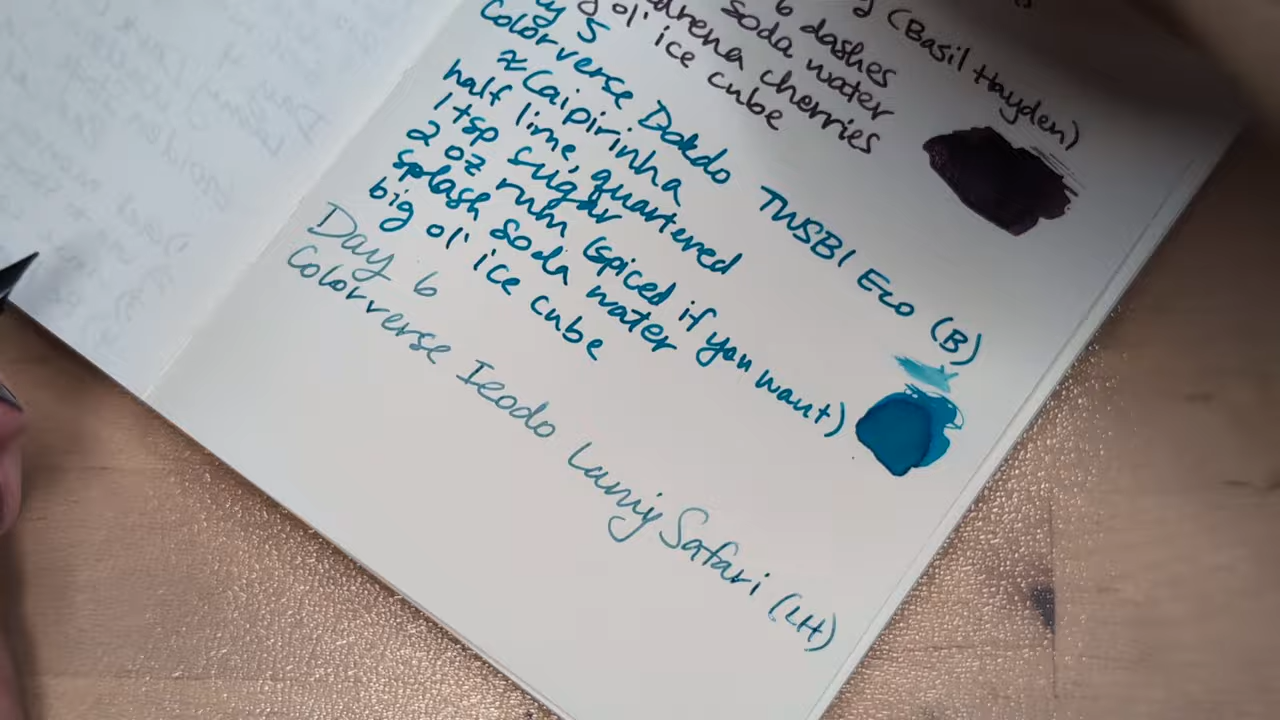 (Basil Hayden)
6 dashes
soda water
cherries
ol' ice cube
Day 5
Colorverse Dokdo TWSBI Eco (B)
~ Caipirinha
half lime, quartered
1 tsp sugar
2 oz rum (spiced if you want)
splash soda water
big ol' ice cube
Day 6
Colorverse Ieodo Lamy Safari (LH)